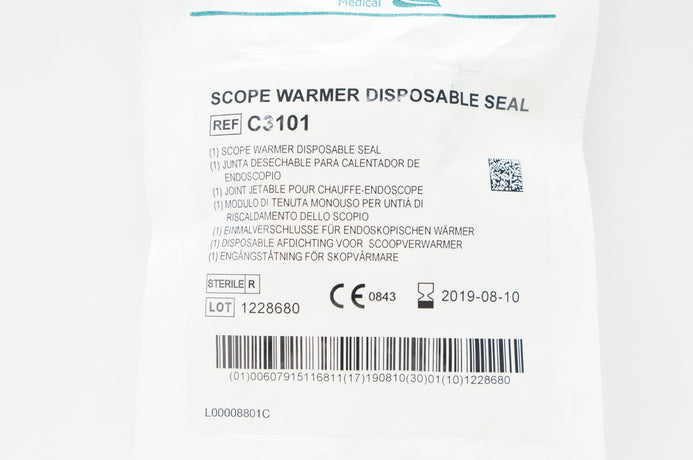 Medical
SCOPE WARMER DISPOSABLE SEAL
REF C3101
(1) SCOPE WARMER DISPOSABLE SEAL
(1) JUNTA DESECHABLE PARA CALENTADOR DE
ENDOSCOPIO
(1) JOINT JETABLE POUR CHAUFFE-ENDOSCOPE
(1) MODULO DI TENUTA MONOUSO PER UNTIÀ DI
RISCALDAMENTO DELLO SCOPIO
(1) EINMALVERSCHLUSSE FÜR ENDOSKOPISCHEN WÄRMER
(1) DISPOSABLE AFDICHTING VOOR SCOOPVERWARMER
(1) ENGÅNGSTÄTNING FÖR SKOPVÄRMARE
STERILE R
LOT 1228680
CE 0843
2019-08-10
(01)00607915116811(17)190810(30)01(10)1228680
L00008801C